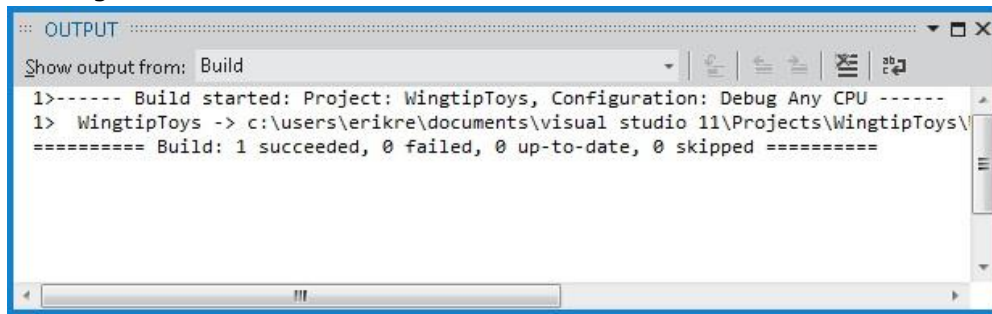 OUTPUT
Show output from: Build
1>------ Build started: Project: WingtipToys, Configuration: Debug Any CPU ------
1>  WingtipToys -> c:\users\erikre\documents\visual studio 11\Projects\WingtipToys\
========== Build: 1 succeeded, 0 failed, 0 up-to-date, 0 skipped ==========